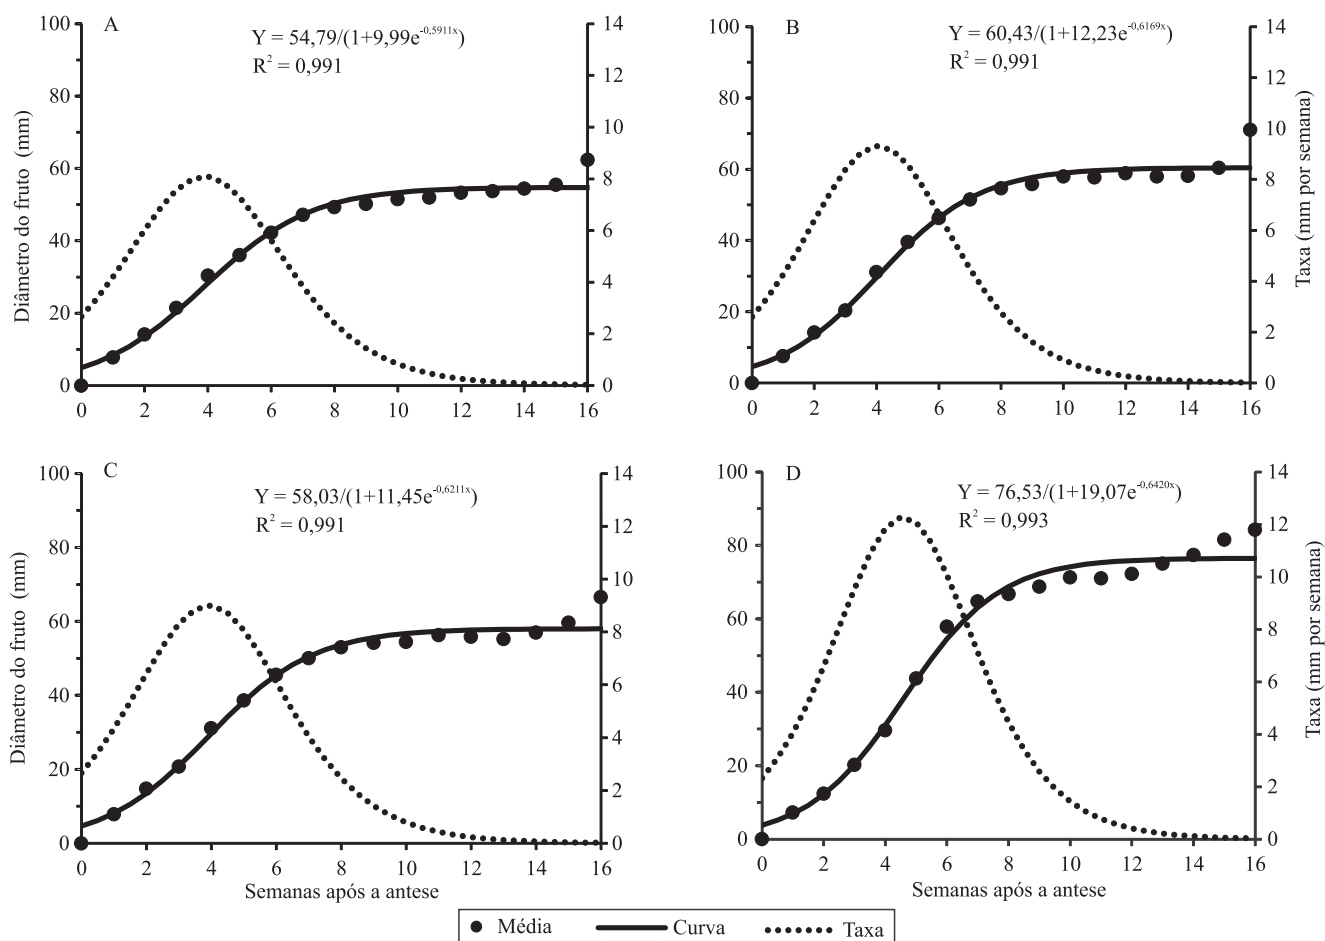 A
Y = 54,79/(1+9,99e^-0,5911x)
R² = 0,991
Diâmetro do fruto (mm)
100
80
60
40
20
0
14
12
10
8
6
4
2
0
0 2 4 6 8 10 12 14 16
B
Y = 60,43/(1+12,23e^-0,6169x)
R² = 0,991
100
80
60
40
20
0
14
12
10
8
6
4
2
0
Taxa (mm por semana)
0 2 4 6 8 10 12 14 16
C
Y = 58,03/(1+11,45e^-0,6211x)
R² = 0,991
Diâmetro do fruto (mm)
100
80
60
40
20
0
14
12
10
8
6
4
2
0
0 2 4 6 8 10 12 14 16
Semanas após a antese
D
Y = 76,53/(1+19,07e^-0,6420x)
R² = 0,993
100
80
60
40
20
0
14
12
10
8
6
4
2
0
Taxa (mm por semana)
0 2 4 6 8 10 12 14 16
Semanas após a antese
Média Curva Taxa